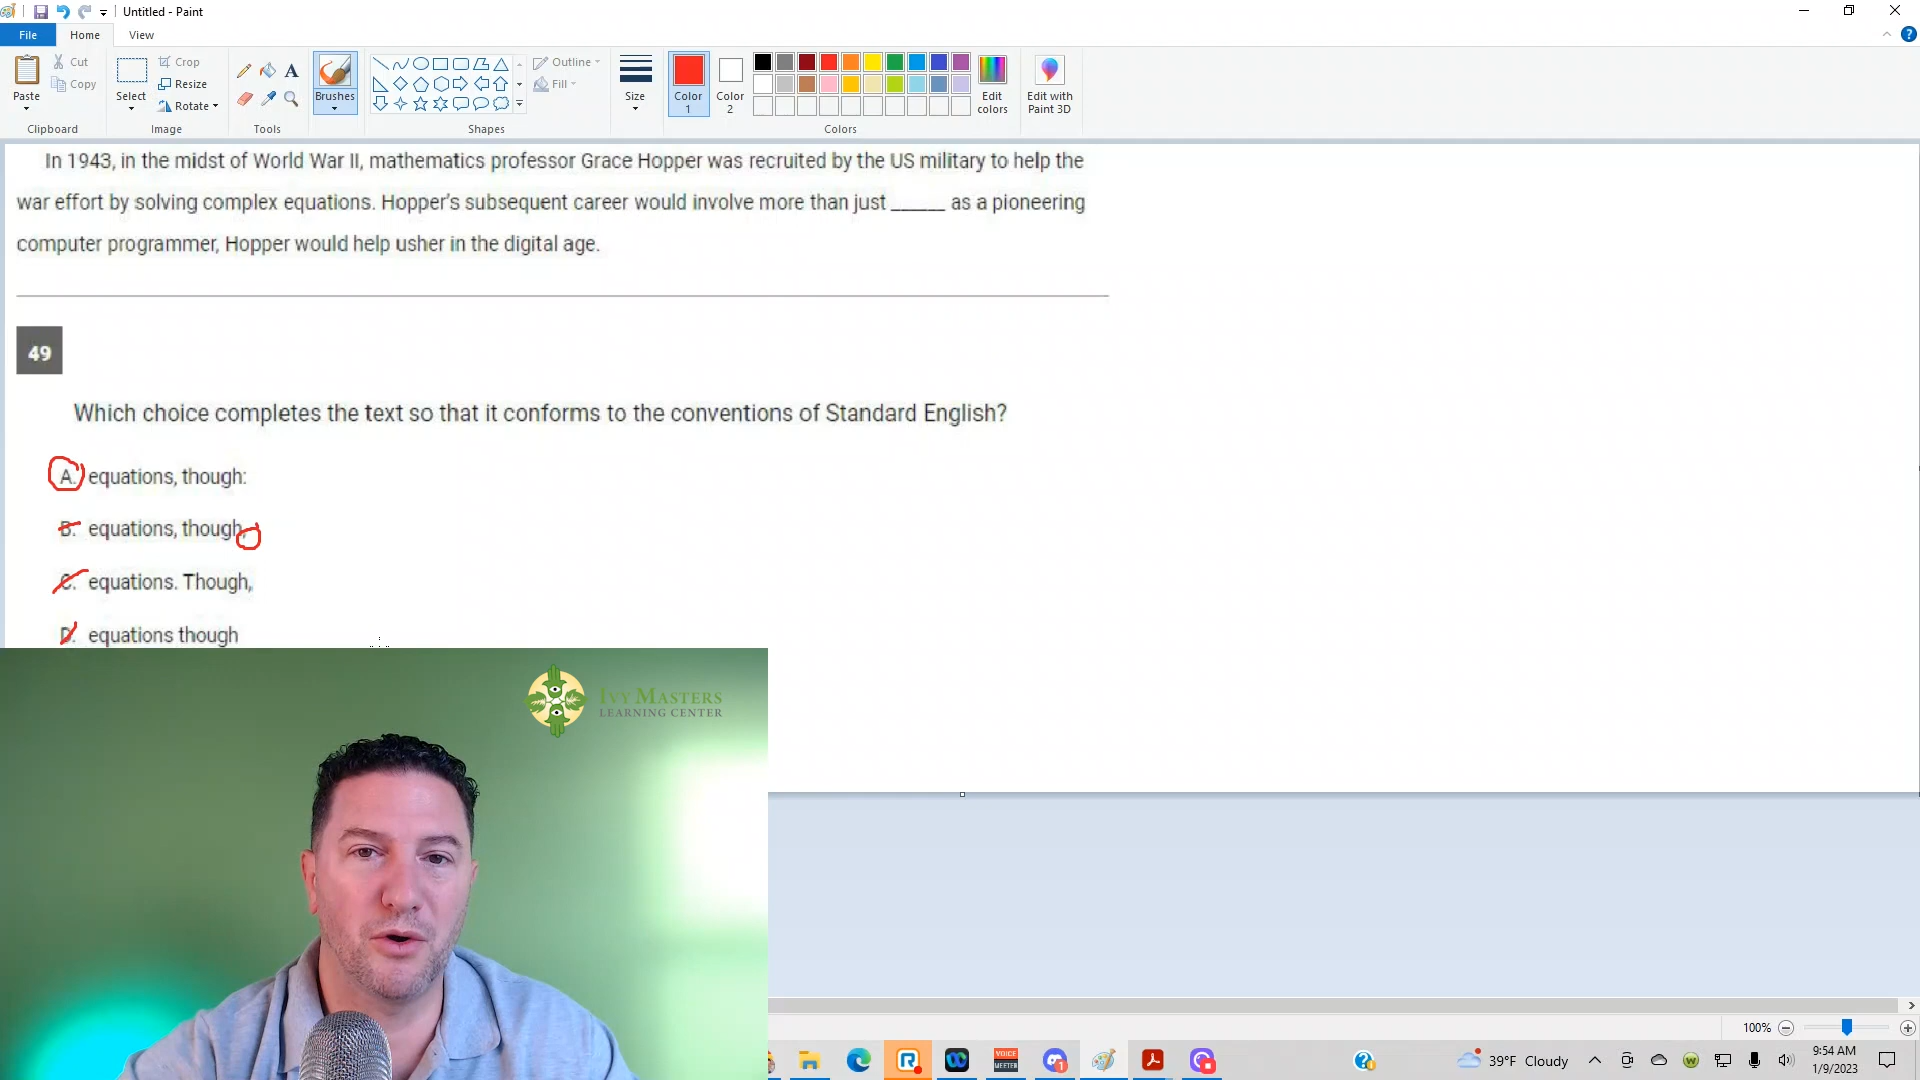 Untitled - Paint
File Home View
Paste
Cut
Copy
Clipboard
Select
Crop
Resize
Rotate
Image
Tools
Brushes
Shapes
Outline
Fill
Size
Color 1
Color 2
Colors
Edit colors
Edit with Paint 3D
In 1943, in the midst of World War II, mathematics professor Grace Hopper was recruited by the US military to help the
war effort by solving complex equations. Hopper's subsequent career would involve more than just ______ as a pioneering
computer programmer, Hopper would help usher in the digital age.
49
Which choice completes the text so that it conforms to the conventions of Standard English?
A. equations, though:
B. equations, though,
C. equations. Though,
D. equations though
IVY MASTERS
LEARNING CENTER
100%
VOICE
MEETER
39°F Cloudy
9:54 AM
1/9/2023